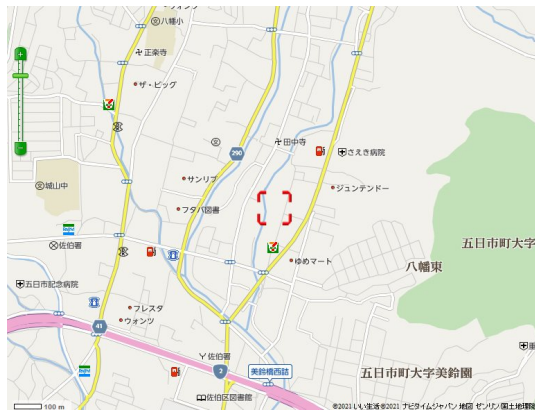 ウォンツ
八幡小
正楽寺
ザ・ビッグ
290
田中寺
さえき病院
サンリブ
城山中
ジュンテンドー
フタバ図書
五日市町大字
佐伯署
八幡東
ゆめマート
五日市記念病院
フレスタ
41
ウォンツ
佐伯署
2
美鈴橋西詰
五日市町大字美鈴園
佐伯区図書館
100 m
©2021 いい生活 ©2021 ナビタイムジャパン 地図 ゼンリン/国土地理院